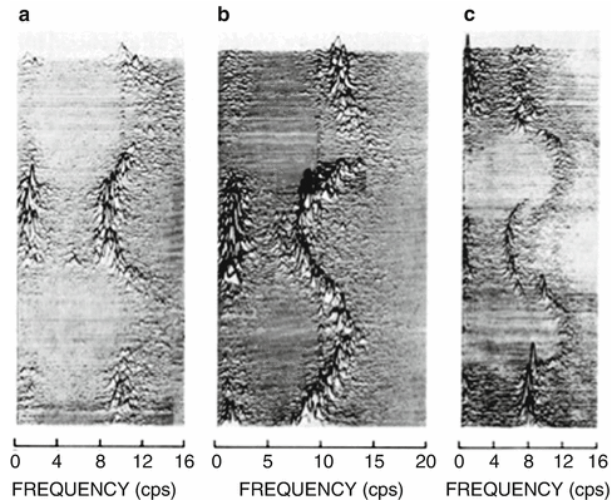 a
b
c
0 4 8 12 16
0 5 10 15 20
0 4 8 12 16
FREQUENCY (cps)
FREQUENCY (cps)
FREQUENCY (cps)